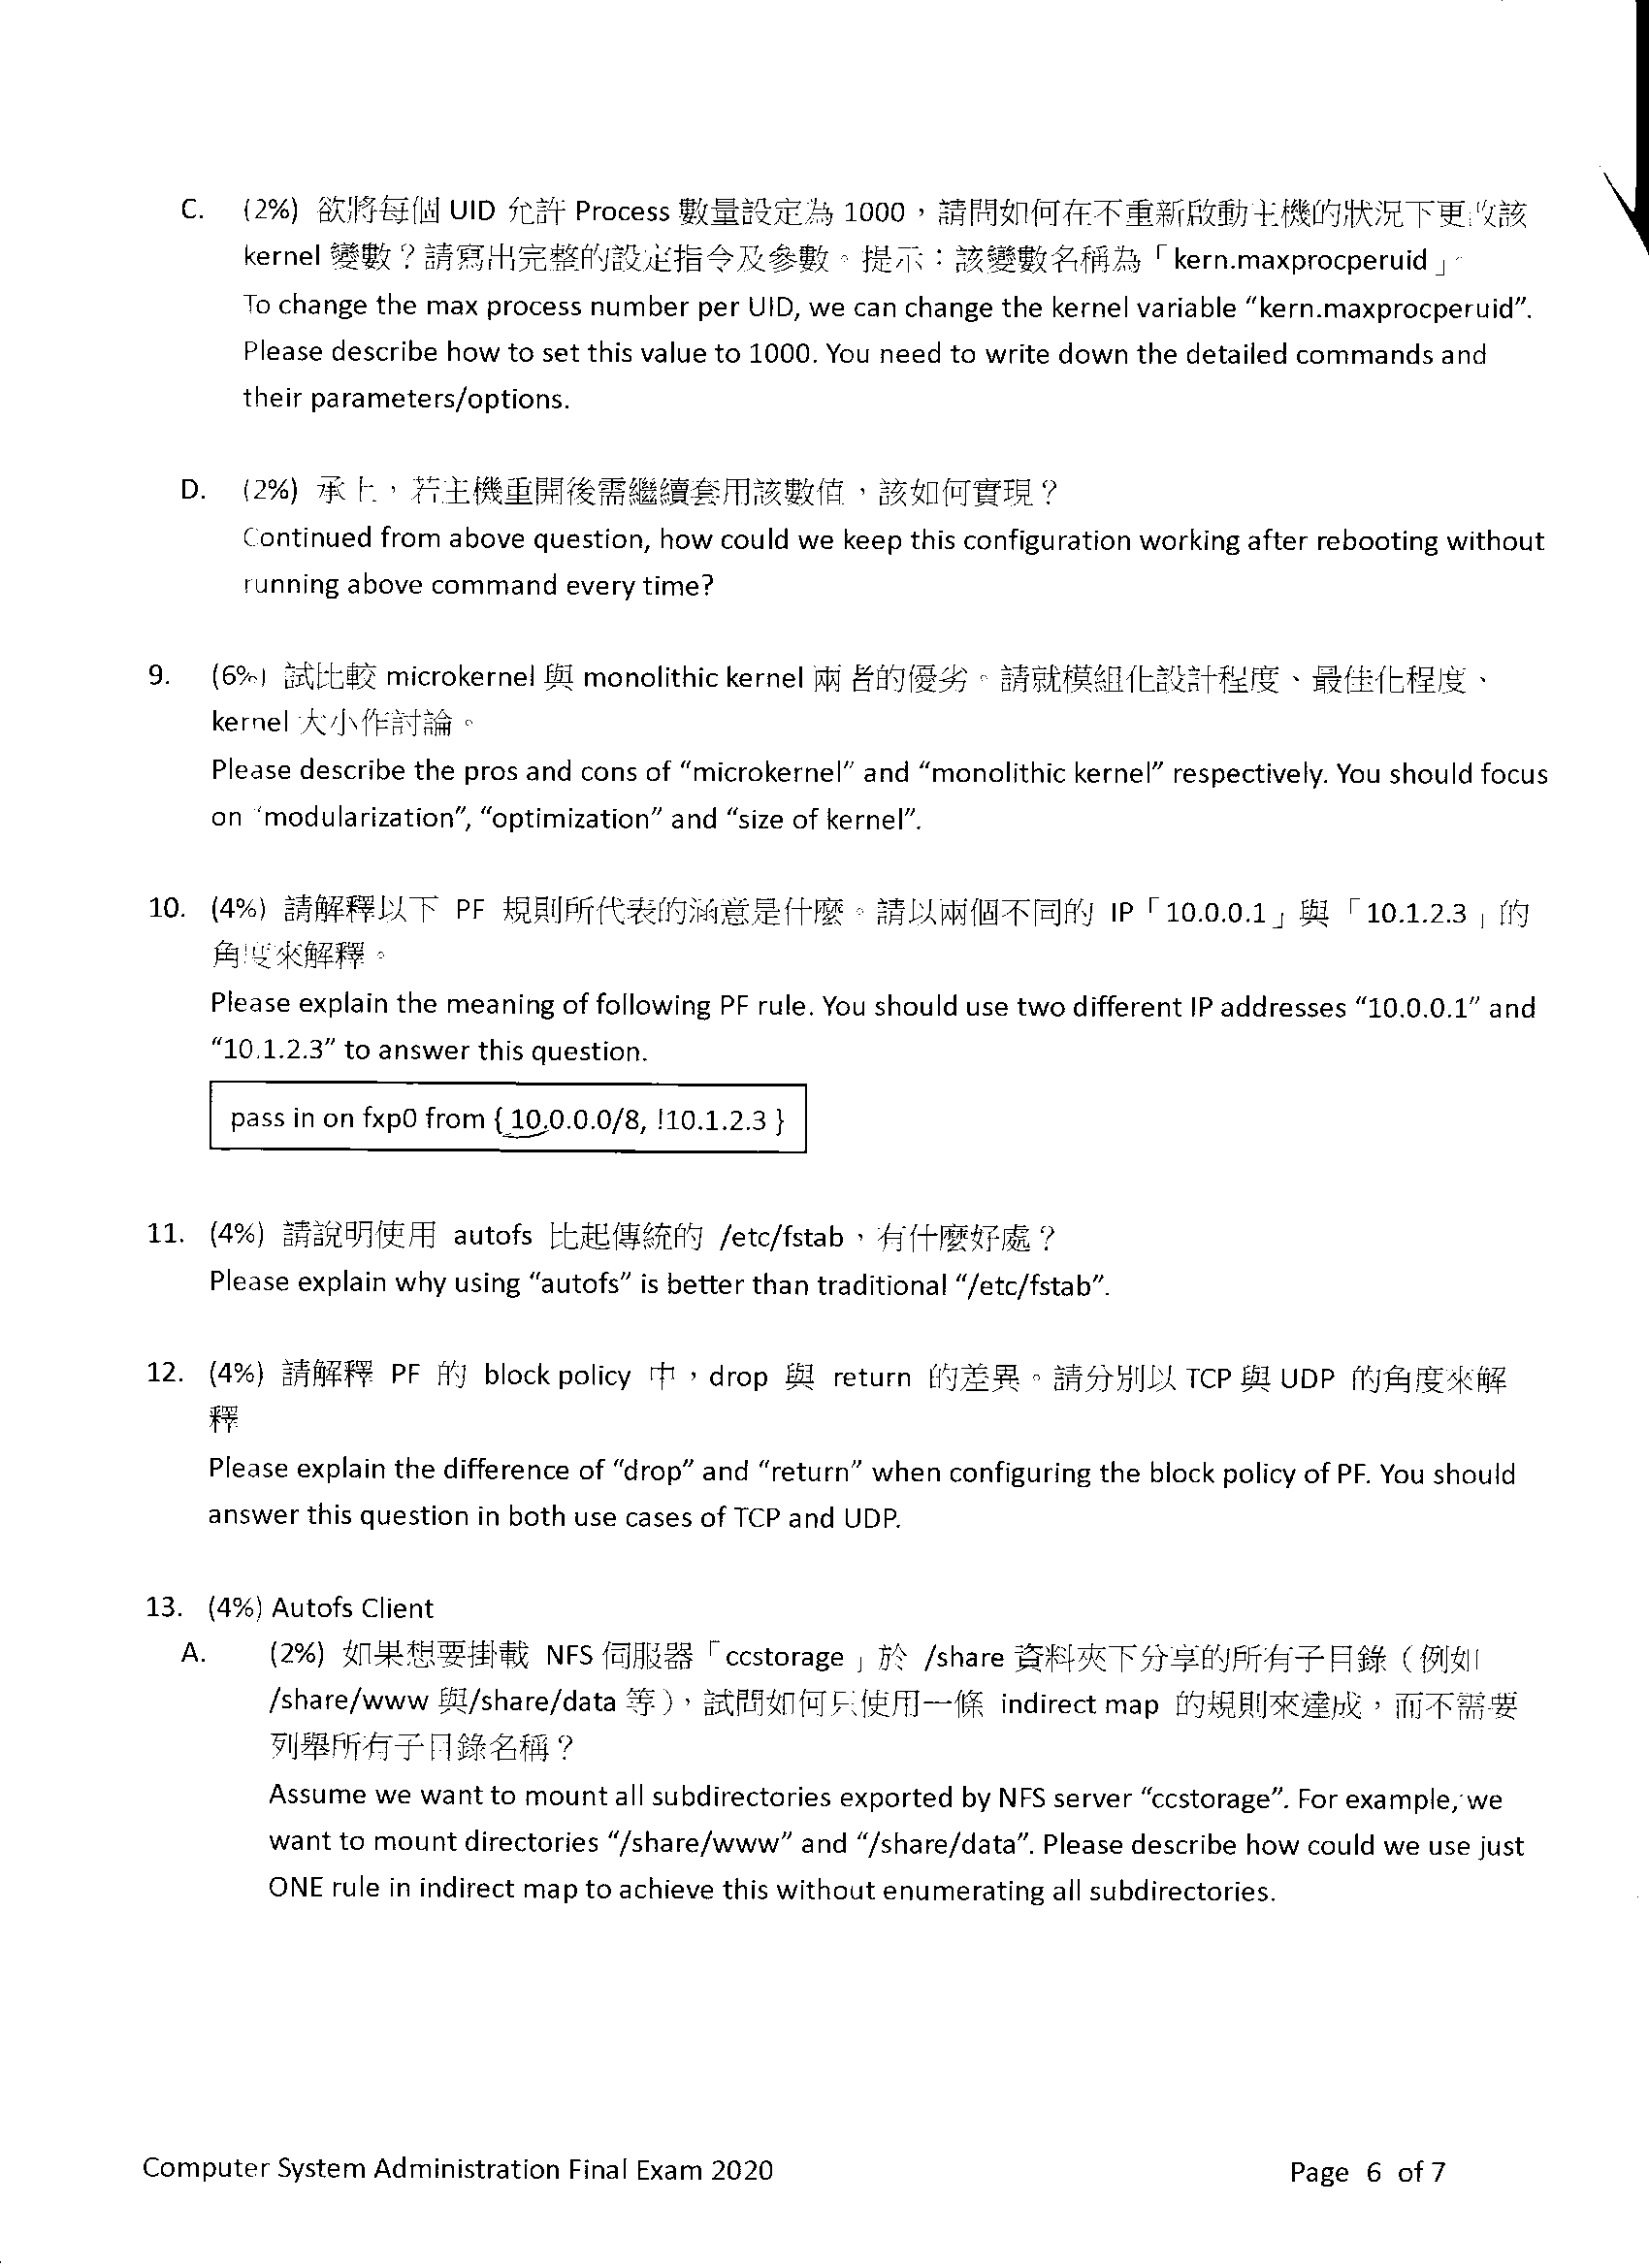 C. (2%) 欲將每個 UID 允許 Process 數量設定為 1000，請問如何在不重新啟動主機的狀況下更改該
kernel 變數？請寫出完整的設定指令及參數。提示：該變數名稱為「kern.maxprocperuid」
To change the max process number per UID, we can change the kernel variable “kern.maxprocperuid”.
Please describe how to set this value to 1000. You need to write down the detailed commands and
their parameters/options.
D. (2%) 承上，若主機重開後需繼續套用該數值，該如何實現？
Continued from above question, how could we keep this configuration working after rebooting without
running above command every time?
9. (6%) 試比較 microkernel 與 monolithic kernel 兩者的優劣。請就模組化設計程度、最佳化程度、
kernel 大小作討論。
Please describe the pros and cons of “microkernel” and “monolithic kernel” respectively. You should focus
on “modularization”, “optimization” and “size of kernel”.
10. (4%) 請解釋以下 PF 規則所代表的涵意是什麼。請以兩個不同的 IP「10.0.0.1」與「10.1.2.3」的
角度來解釋。
Please explain the meaning of following PF rule. You should use two different IP addresses “10.0.0.1” and
“10.1.2.3” to answer this question.
pass in on fxp0 from { 10.0.0.0/8, !10.1.2.3 }
11. (4%) 請說明使用 autofs 比起傳統的 /etc/fstab，有什麼好處？
Please explain why using “autofs” is better than traditional “/etc/fstab”.
12. (4%) 請解釋 PF 的 block policy 中，drop 與 return 的差異。請分別以 TCP 與 UDP 的角度來解
釋
Please explain the difference of “drop” and “return” when configuring the block policy of PF. You should
answer this question in both use cases of TCP and UDP.
13. (4%) Autofs Client
A. (2%) 如果想要掛載 NFS 伺服器「ccstorage」於 /share 資料夾下分享的所有子目錄（例如
/share/www 與/share/data 等），試問如何只使用一條 indirect map 的規則來達成，而不需要
列舉所有子目錄名稱？
Assume we want to mount all subdirectories exported by NFS server “ccstorage”. For example, we
want to mount directories “/share/www” and “/share/data”. Please describe how could we use just
ONE rule in indirect map to achieve this without enumerating all subdirectories.
Computer System Administration Final Exam 2020 Page 6 of 7